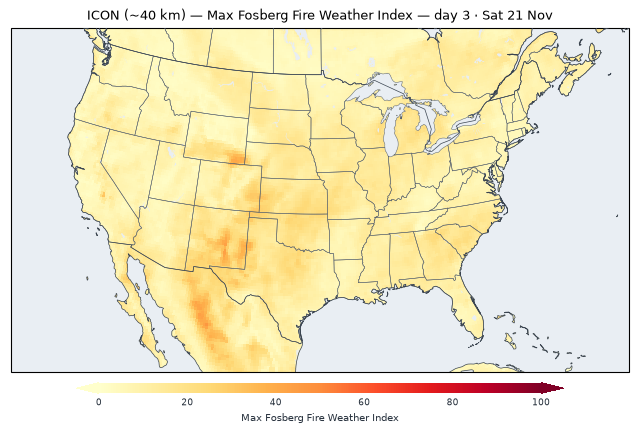 ICON (~40 km) — Max Fosberg Fire Weather Index — day 3 · Sat 21 Nov
0 20 40 60 80 100
Max Fosberg Fire Weather Index